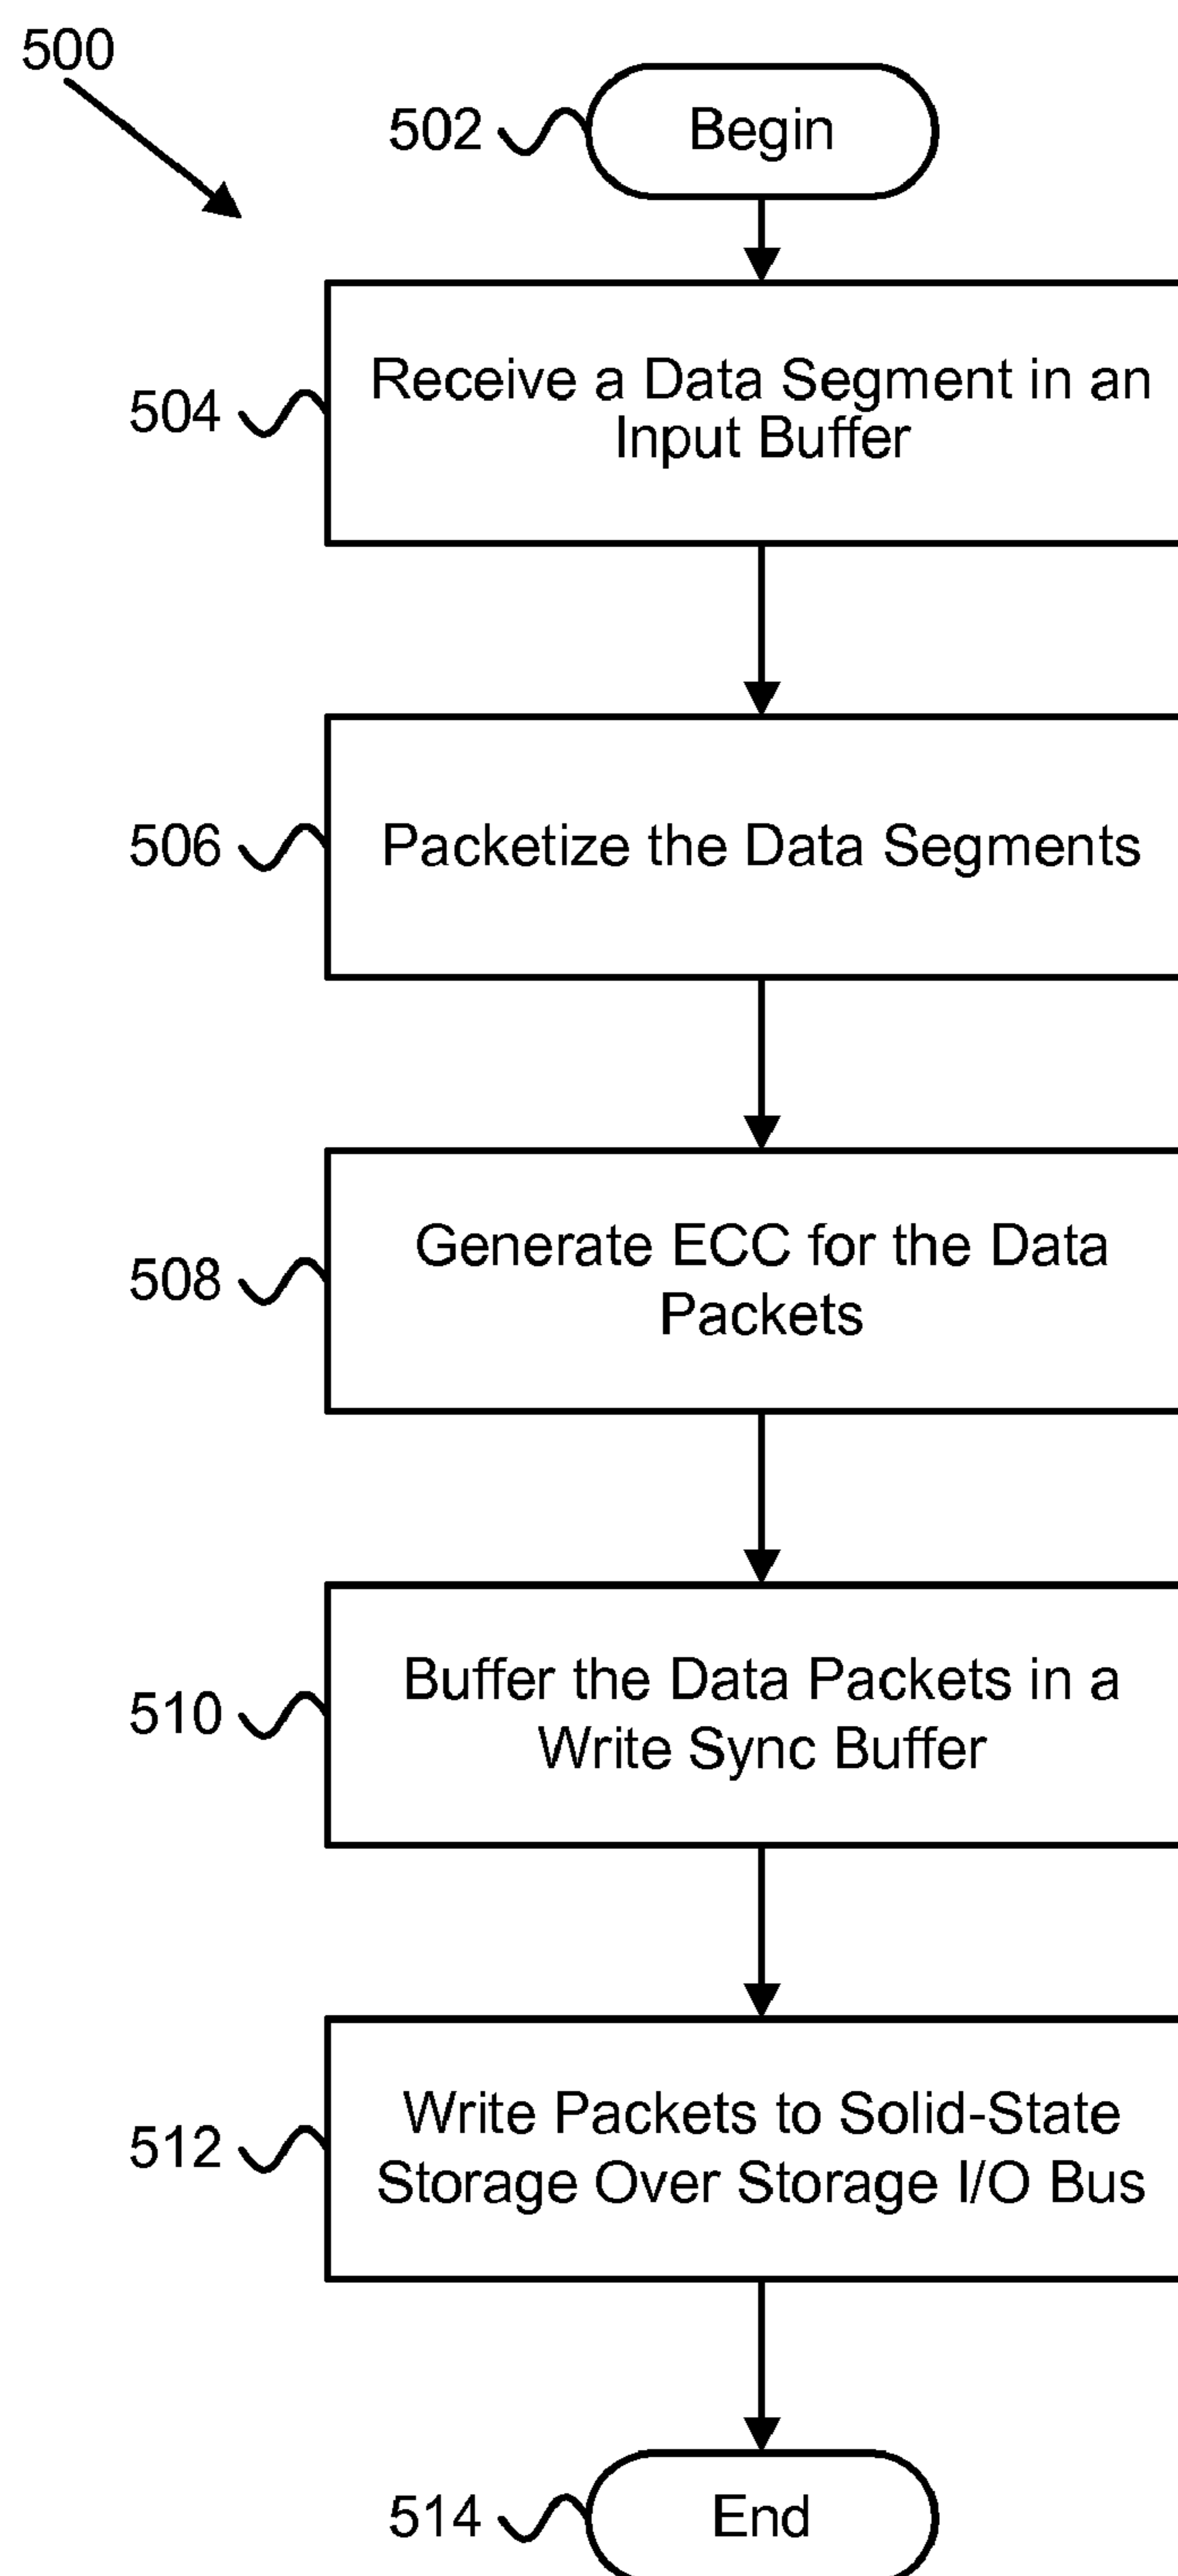 500
502
Begin
504
Receive a Data Segment in an
Input Buffer
506
Packetize the Data Segments
508
Generate ECC for the Data
Packets
510
Buffer the Data Packets in a
Write Sync Buffer
512
Write Packets to Solid-State
Storage Over Storage I/O Bus
514
End